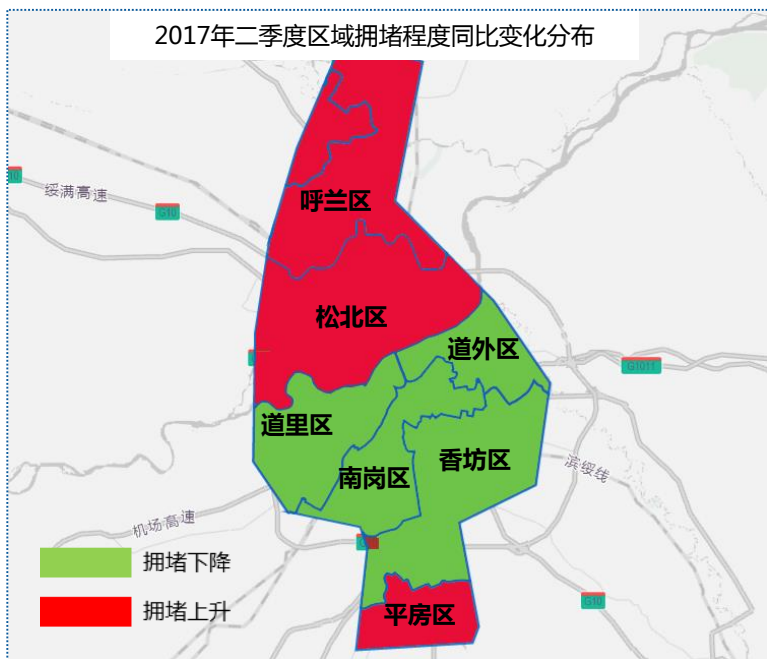 2017年二季度区域拥堵程度同比变化分布
绥满高速
G10
呼兰区
松北区
道外区
G1011
道里区
南岗区
香坊区
滨绥线
机场高速
拥堵下降
拥堵上升
平房区
G10